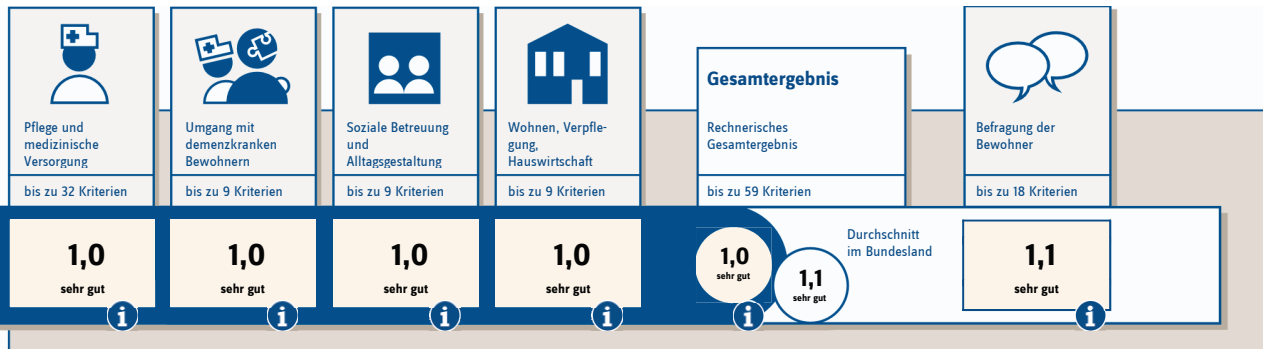 Pflege und
medizinische
Versorgung
bis zu 32 Kriterien
1,0
sehr gut
i
Umgang mit
demenzkranken
Bewohnern
bis zu 9 Kriterien
1,0
sehr gut
i
Soziale Betreuung
und
Alltagsgestaltung
bis zu 9 Kriterien
1,0
sehr gut
i
Wohnen, Verpfle-
gung,
Hauswirtschaft
bis zu 9 Kriterien
1,0
sehr gut
i
Gesamtergebnis
Rechnerisches
Gesamtergebnis
bis zu 59 Kriterien
1,0
sehr gut
i
1,1
sehr gut
Durchschnitt
im Bundesland
Befragung der
Bewohner
bis zu 18 Kriterien
1,1
sehr gut
i